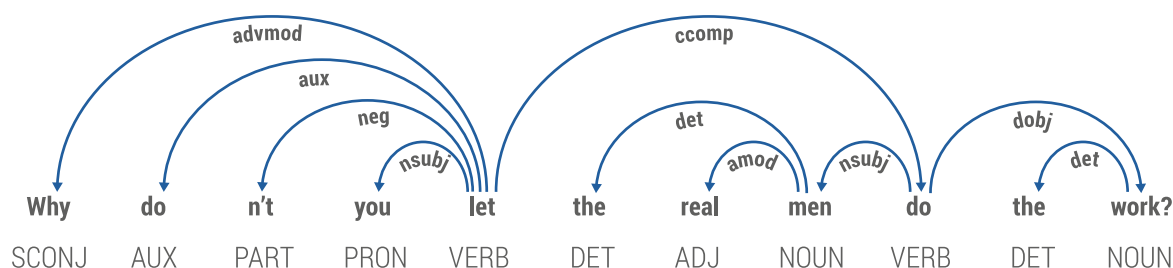 advmod ccomp
aux
neg det dobj
nsubj amod nsubj det
Why do n't you let the real men do the work?
SCONJ AUX PART PRON VERB DET ADJ NOUN VERB DET NOUN